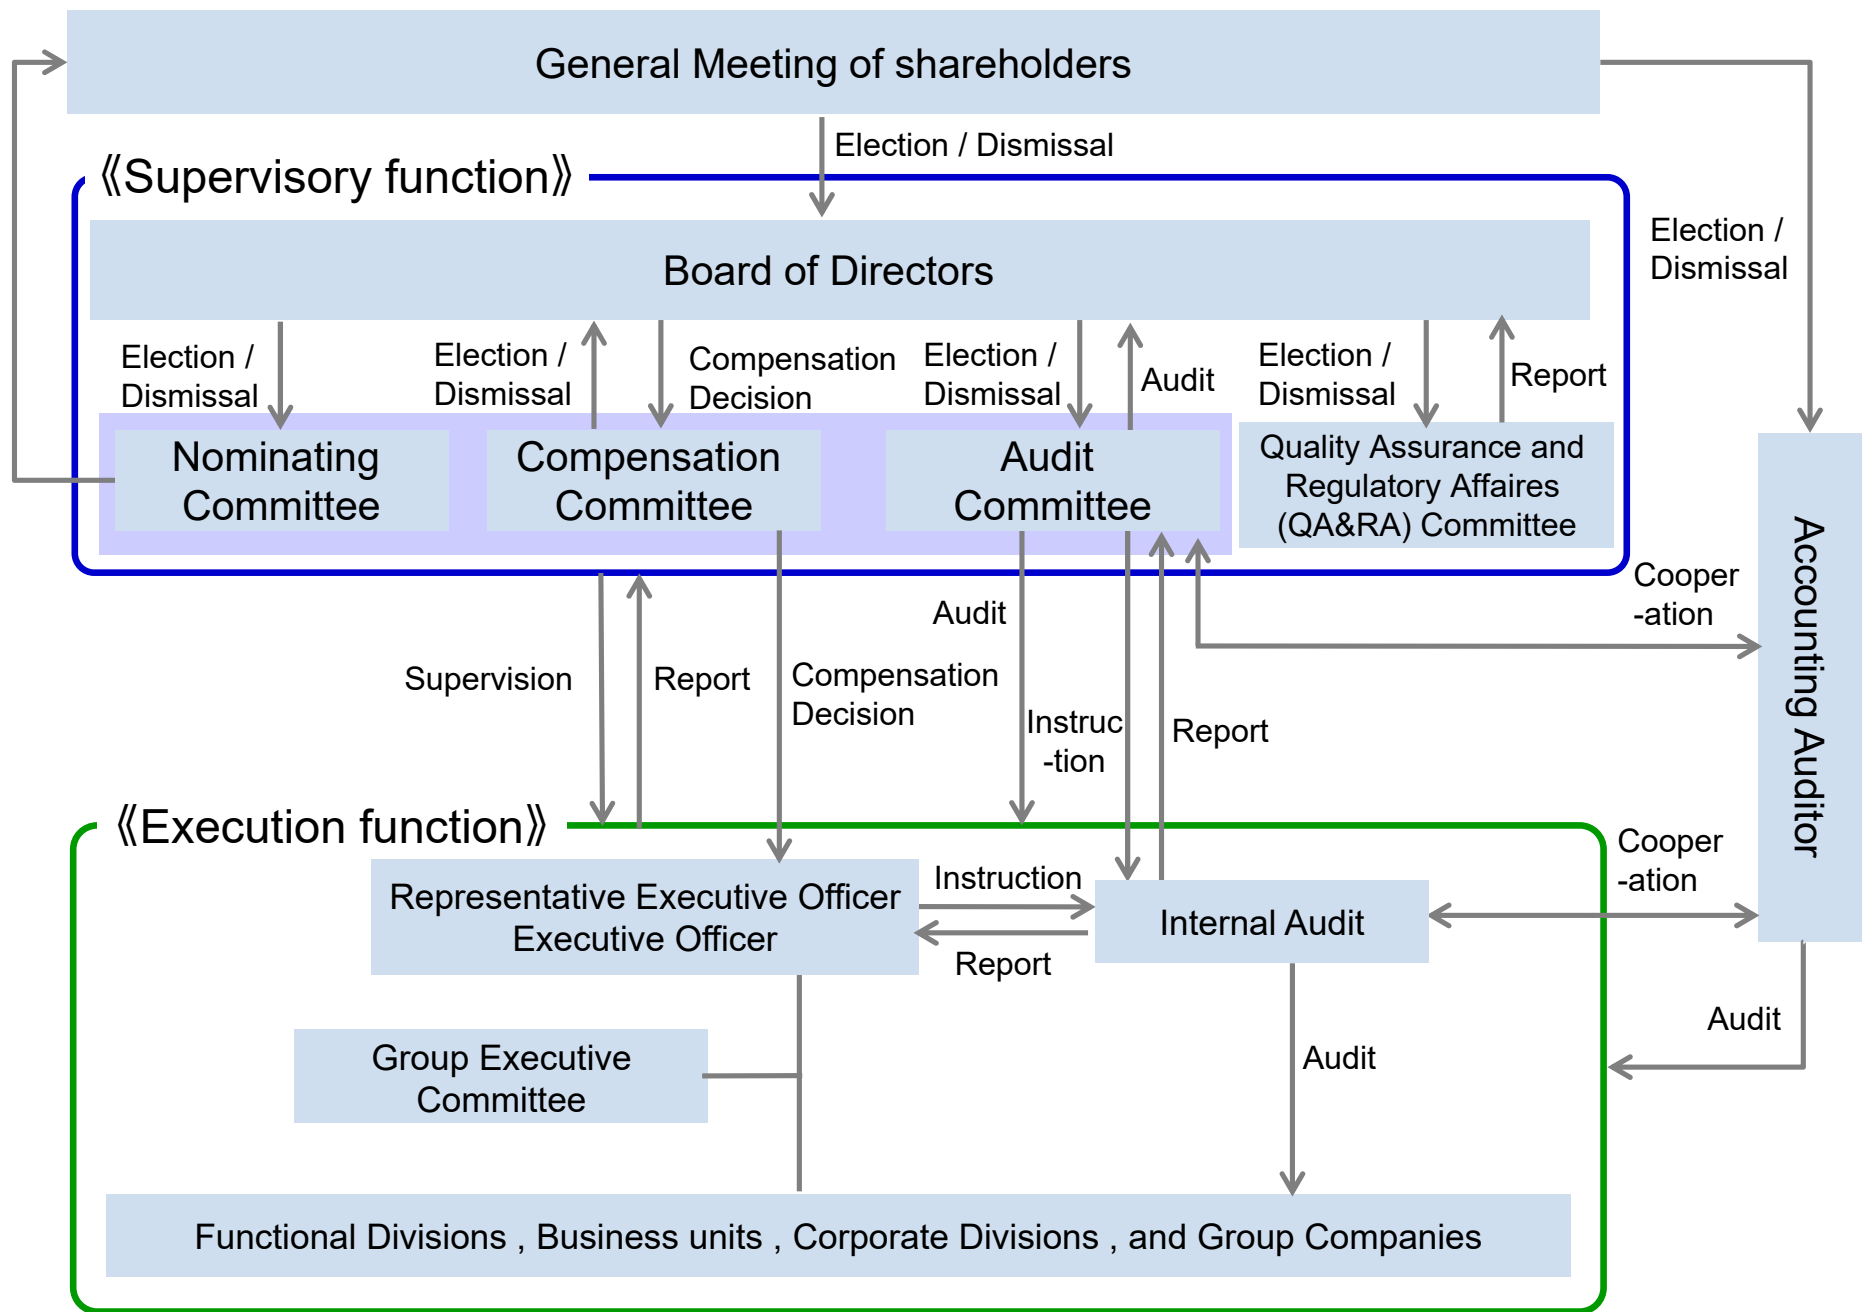 General Meeting of shareholders
Election / Dismissal
《Supervisory function》
Election /
Dismissal
Board of Directors
Election /
Dismissal
Election /
Dismissal
Compensation
Decision
Election /
Dismissal
Audit
Election /
Dismissal
Report
Nominating
Committee
Compensation
Committee
Audit
Committee
Quality Assurance and
Regulatory Affaires
(QA&RA) Committee
Accounting Auditor
Cooper
-ation
Audit
Supervision
Report
Compensation
Decision
Instruc
-tion
Report
《Execution function》
Cooper
-ation
Representative Executive Officer
Executive Officer
Instruction
Report
Internal Audit
Audit
Group Executive
Committee
Audit
Functional Divisions , Business units , Corporate Divisions , and Group Companies